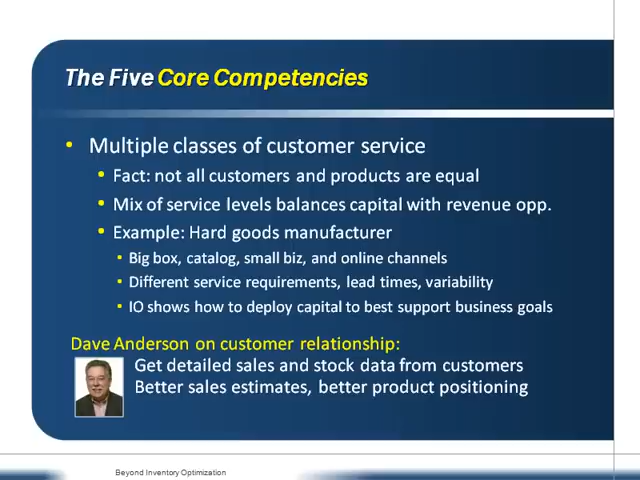 The Five Core Competencies
• Multiple classes of customer service
• Fact: not all customers and products are equal
• Mix of service levels balances capital with revenue opp.
• Example: Hard goods manufacturer
• Big box, catalog, small biz, and online channels
• Different service requirements, lead times, variability
• IO shows how to deploy capital to best support business goals
Dave Anderson on customer relationship:
Get detailed sales and stock data from customers
Better sales estimates, better product positioning
Beyond Inventory Optimization